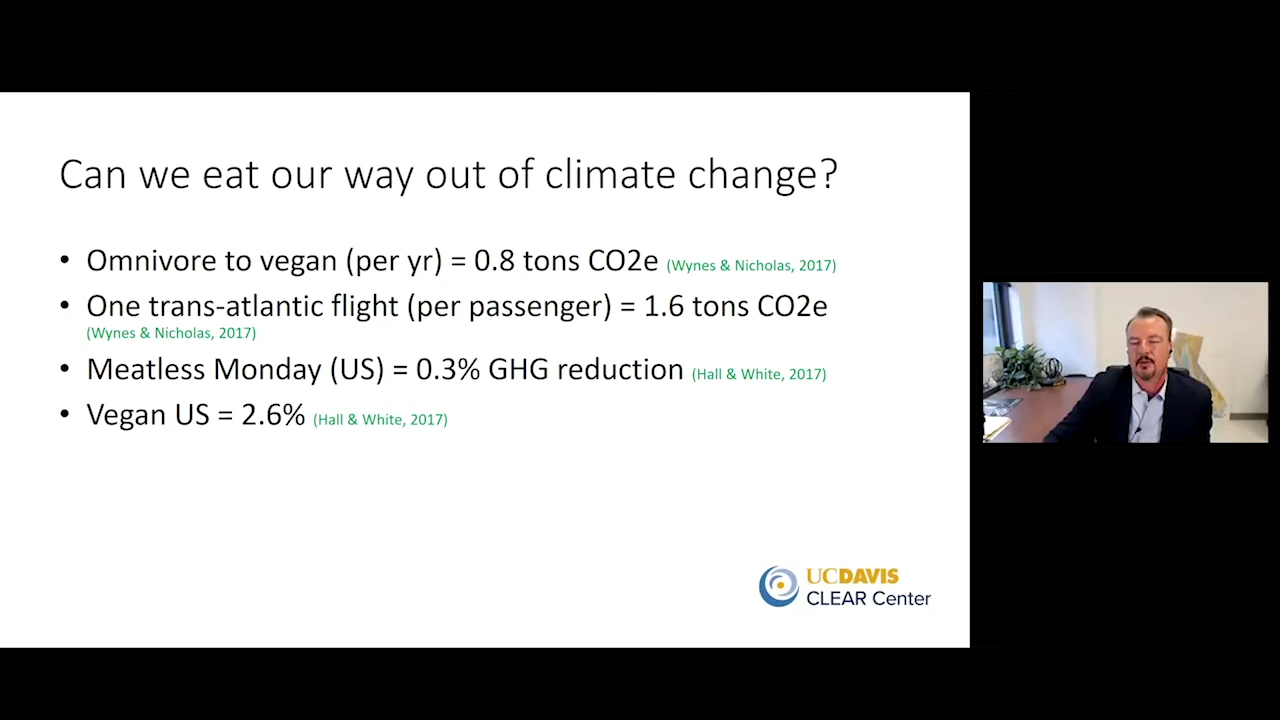 Can we eat our way out of climate change?
• Omnivore to vegan (per yr) = 0.8 tons CO2e (Wynes & Nicholas, 2017)
• One trans-atlantic flight (per passenger) = 1.6 tons CO2e
(Wynes & Nicholas, 2017)
• Meatless Monday (US) = 0.3% GHG reduction (Hall & White, 2017)
• Vegan US = 2.6% (Hall & White, 2017)
UCDAVIS
CLEAR Center